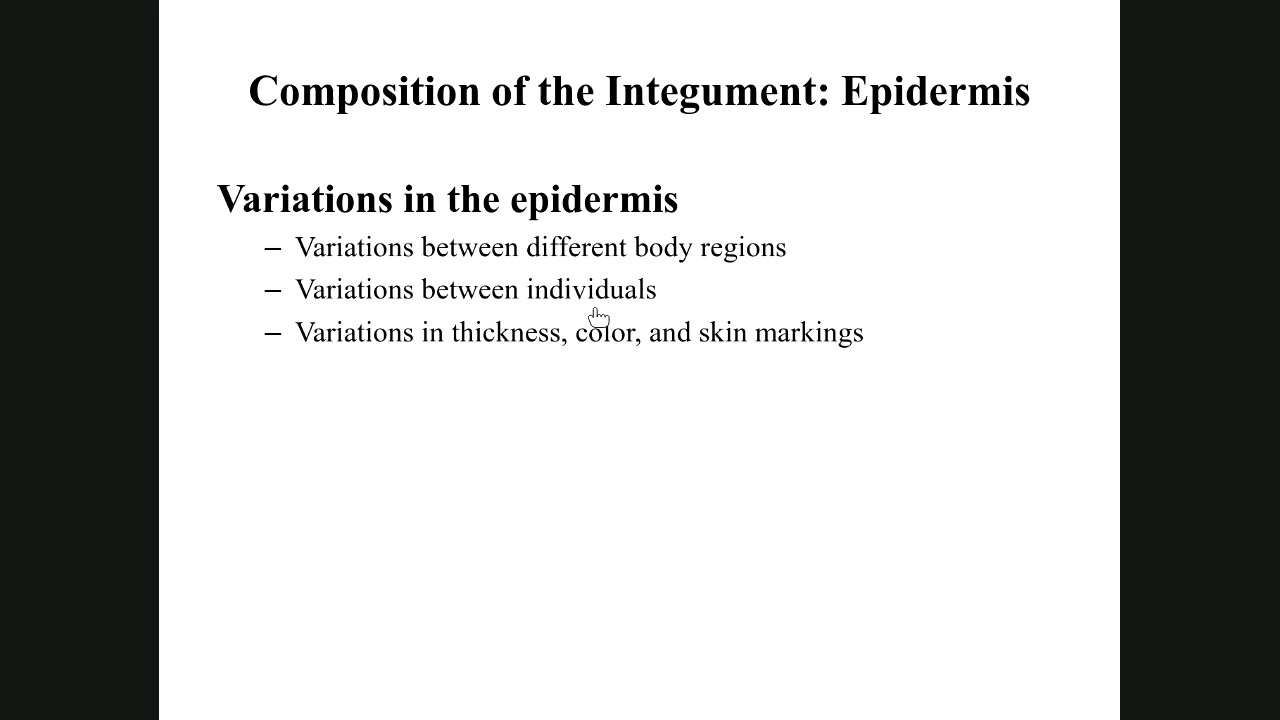 Composition of the Integument: Epidermis
Variations in the epidermis
– Variations between different body regions
– Variations between individuals
– Variations in thickness, color, and skin markings